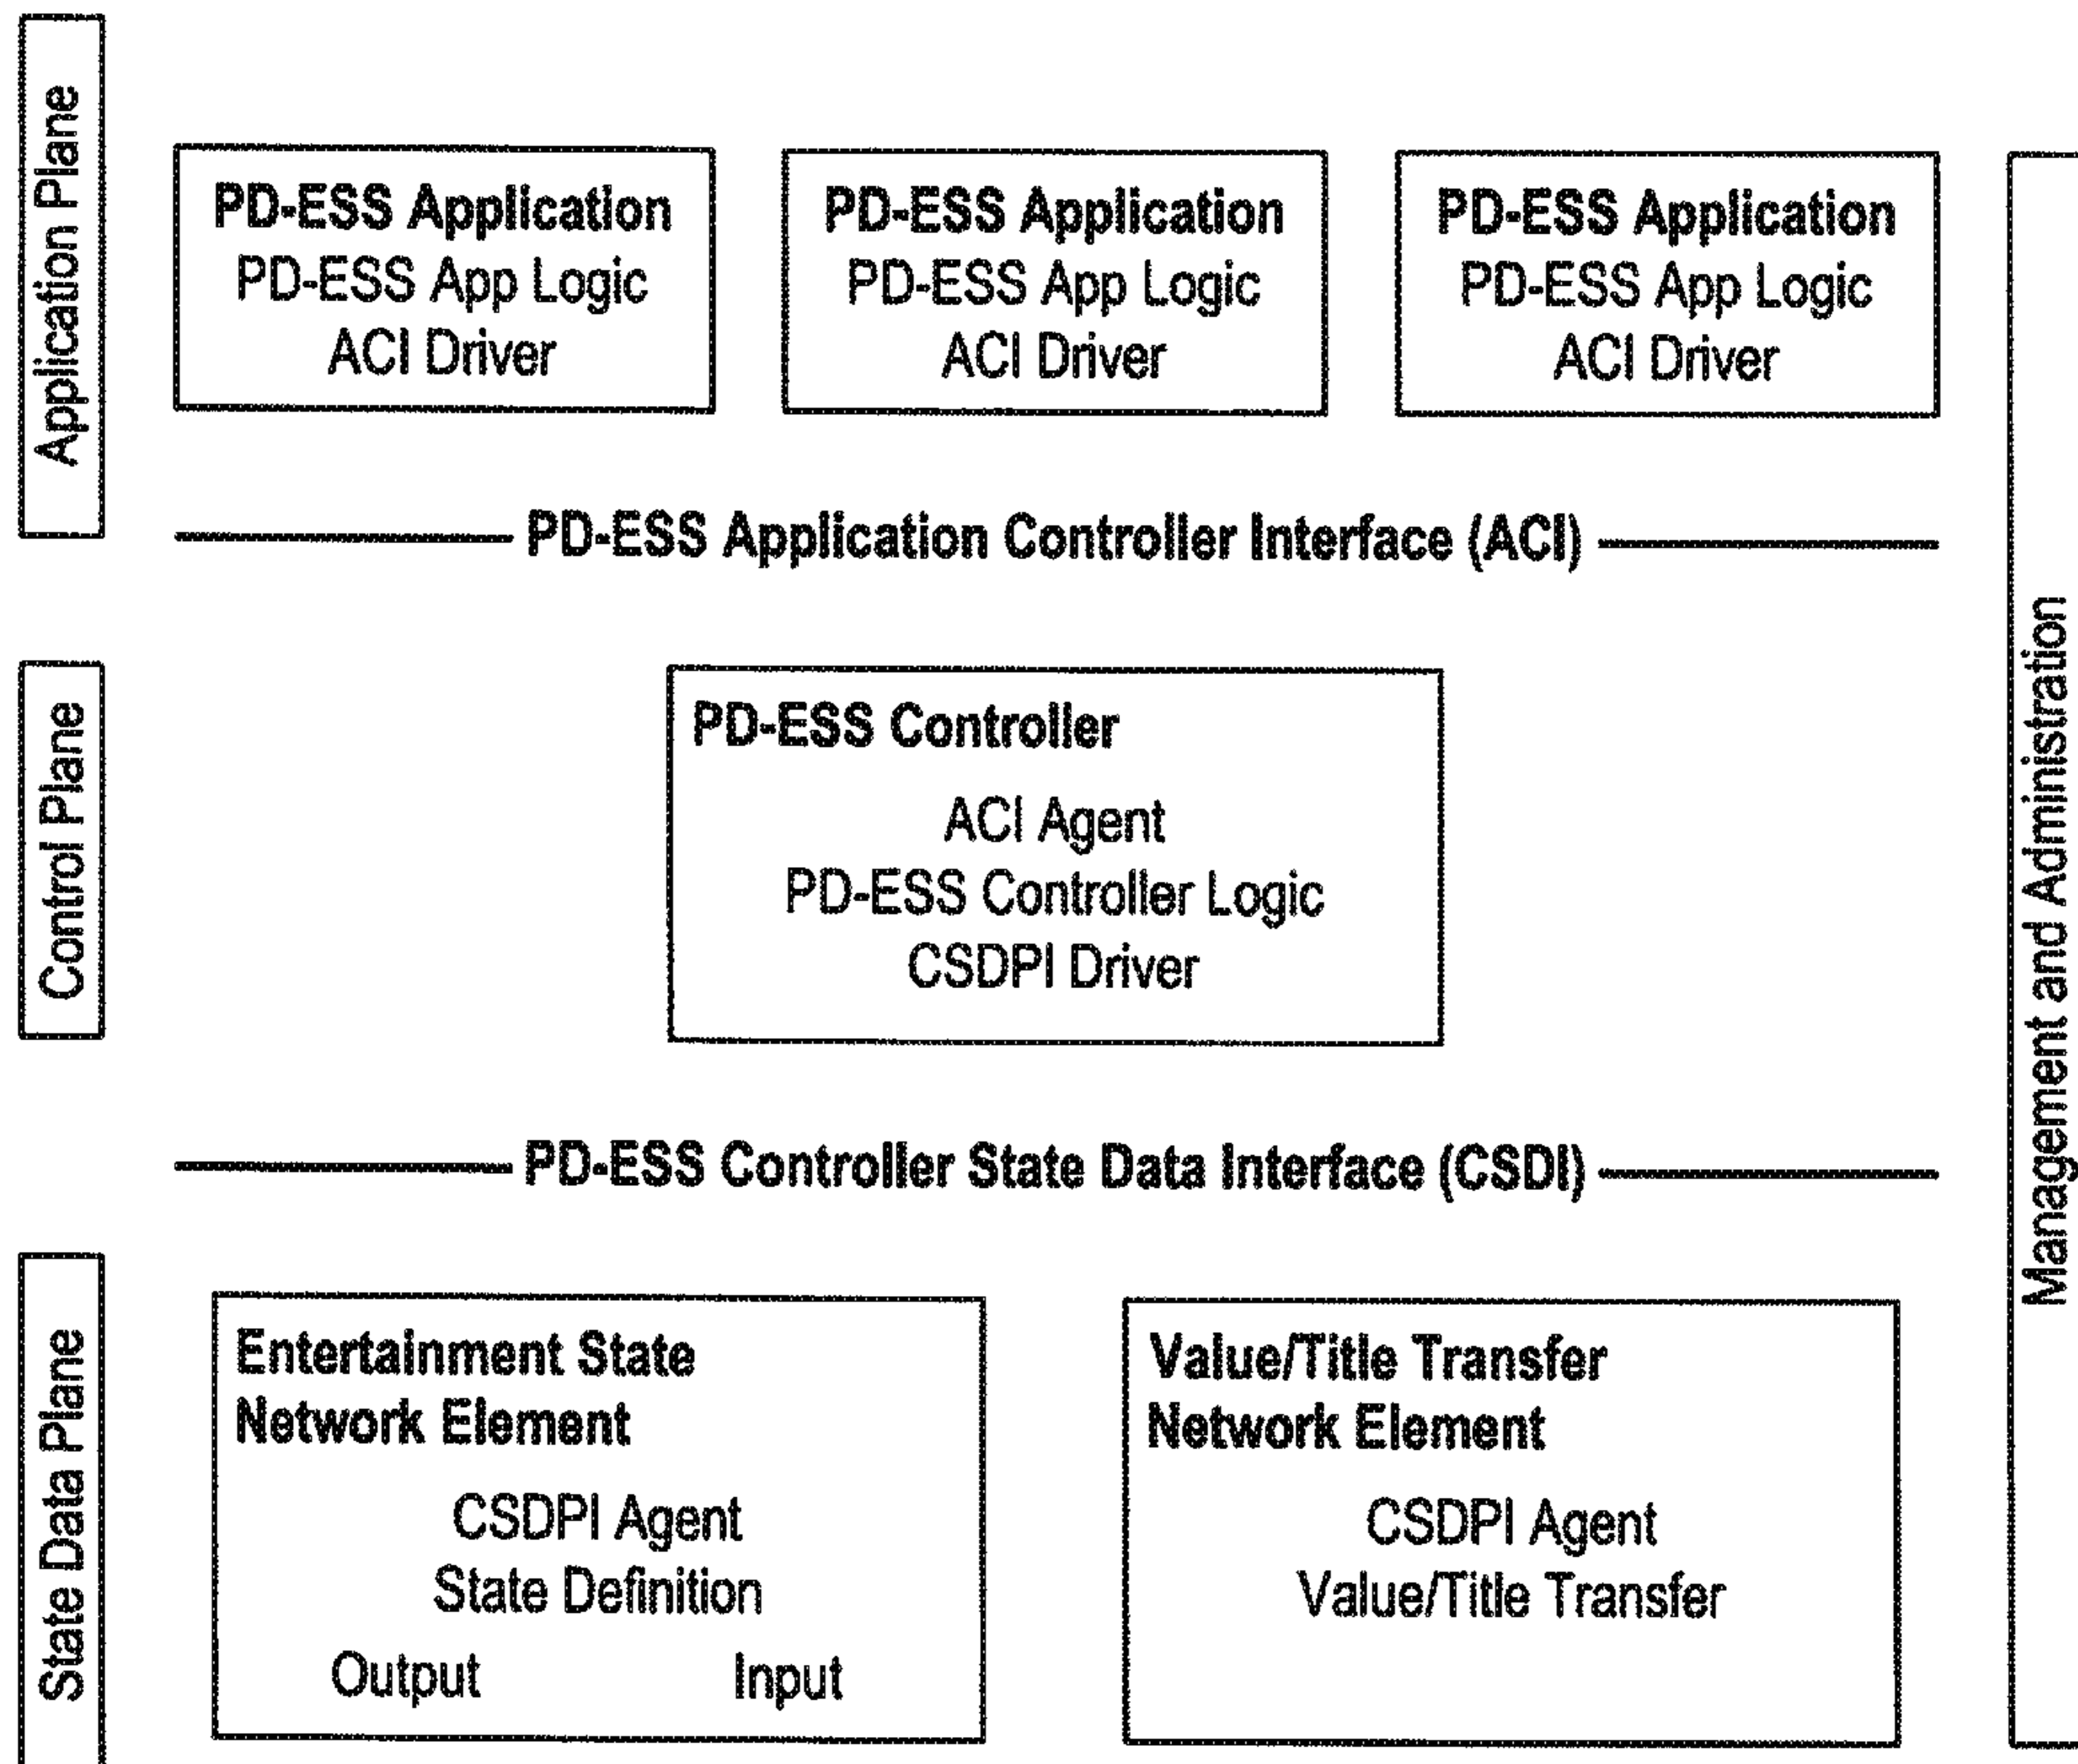 Application Plane
PD-ESS Application
PD-ESS App Logic
ACI Driver
PD-ESS Application
PD-ESS App Logic
ACI Driver
PD-ESS Application
PD-ESS App Logic
ACI Driver
PD-ESS Application Controller Interface (ACI)
Control Plane
PD-ESS Controller
ACI Agent
PD-ESS Controller Logic
CSDPI Driver
Management and Administration
PD-ESS Controller State Data Interface (CSDI)
State Data Plane
Entertainment State
Network Element
CSDPI Agent
State Definition
Output Input
Value/Title Transfer
Network Element
CSDPI Agent
Value/Title Transfer